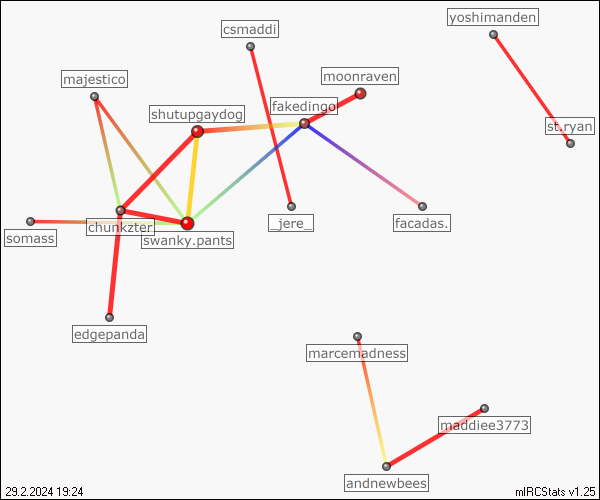 yoshimanden
csmaddi
majestico
moonraven
fakedingo
shutupgaydog
st.ryan
somass
chunkzter
swanky.pants
_jere_
facadas.
edgepanda
marcemadness
maddiee3773
andnewbees
29.2.2024 19:24
mIRCStats v1.25